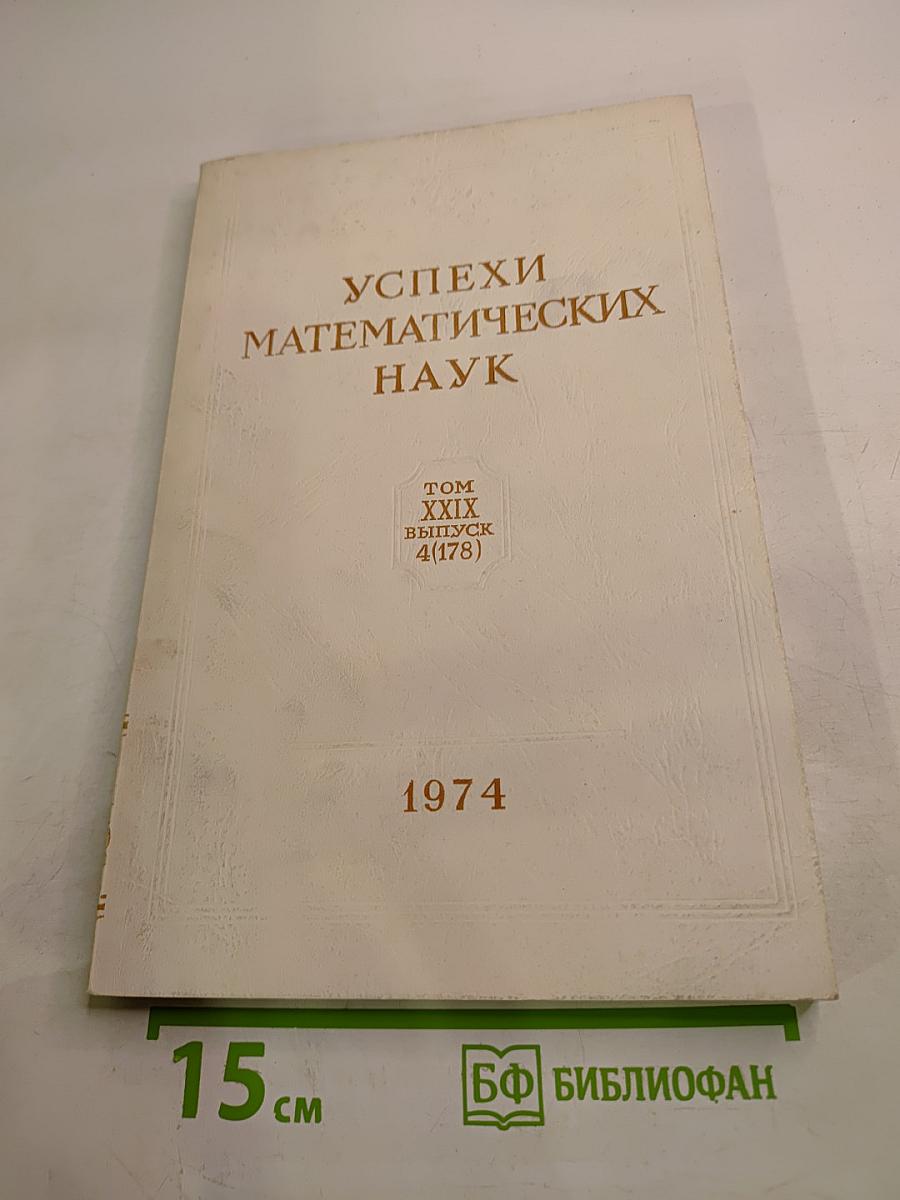 УСПЕХИ
МАТЕМАТИЧЕСКИХ
НАУК
ТОМ
XXIX
ВЫПУСК
4(178)
1974
15 см
БФ БИБЛИОФАН